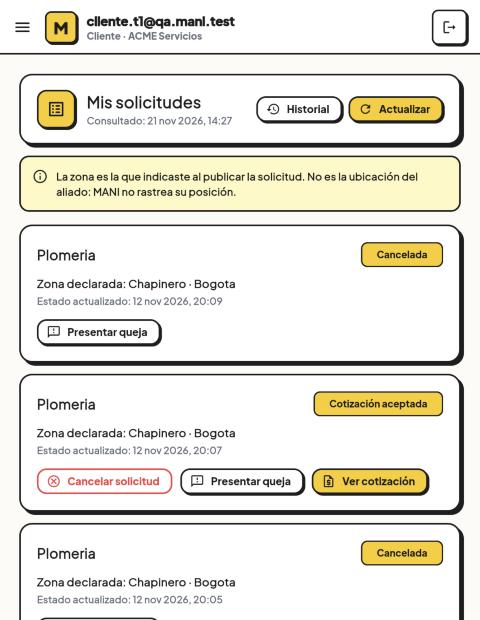 M
cliente.t1@qa.mani.test
Cliente · ACME Servicios
Mis solicitudes
Consultado: 21 nov 2026, 14:27
Historial
Actualizar
La zona es la que indicaste al publicar la solicitud. No es la ubicación del
aliado: MANI no rastrea su posición.
Plomeria
Cancelada
Zona declarada: Chapinero · Bogota
Estado actualizado: 12 nov 2026, 20:09
Presentar queja
Plomeria
Cotización aceptada
Zona declarada: Chapinero · Bogota
Estado actualizado: 12 nov 2026, 20:07
Cancelar solicitud
Presentar queja
Ver cotización
Plomeria
Cancelada
Zona declarada: Chapinero · Bogota
Estado actualizado: 12 nov 2026, 20:05